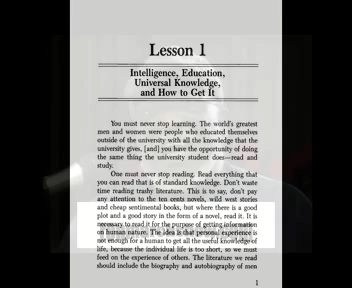 Lesson 1
Intelligence, Education,
Universal Knowledge,
and How to Get It
You must never stop learning. The world's greatest
men and women were people who educated themselves
outside of the university with all the knowledge that the
university gives, [and] you have the opportunity of doing
the same thing the university student does—read and
study.
One must never stop reading. Read everything that
you can read that is of standard knowledge. Don't waste
time reading trashy literature. This is to say, don't pay
any attention to the ten cents novels, wild west stories
and cheap sentimental books, but where there is a good
plot and a good story in the form of a novel, read it. It is
necessary to read it for the purpose of getting information
on human nature. The idea is that personal experience is
not enough for a human to get all the useful knowledge of
life, because the individual life is too short, so we must
feed on the experience of others. The literature we read
should include the biography and autobiography of men
1